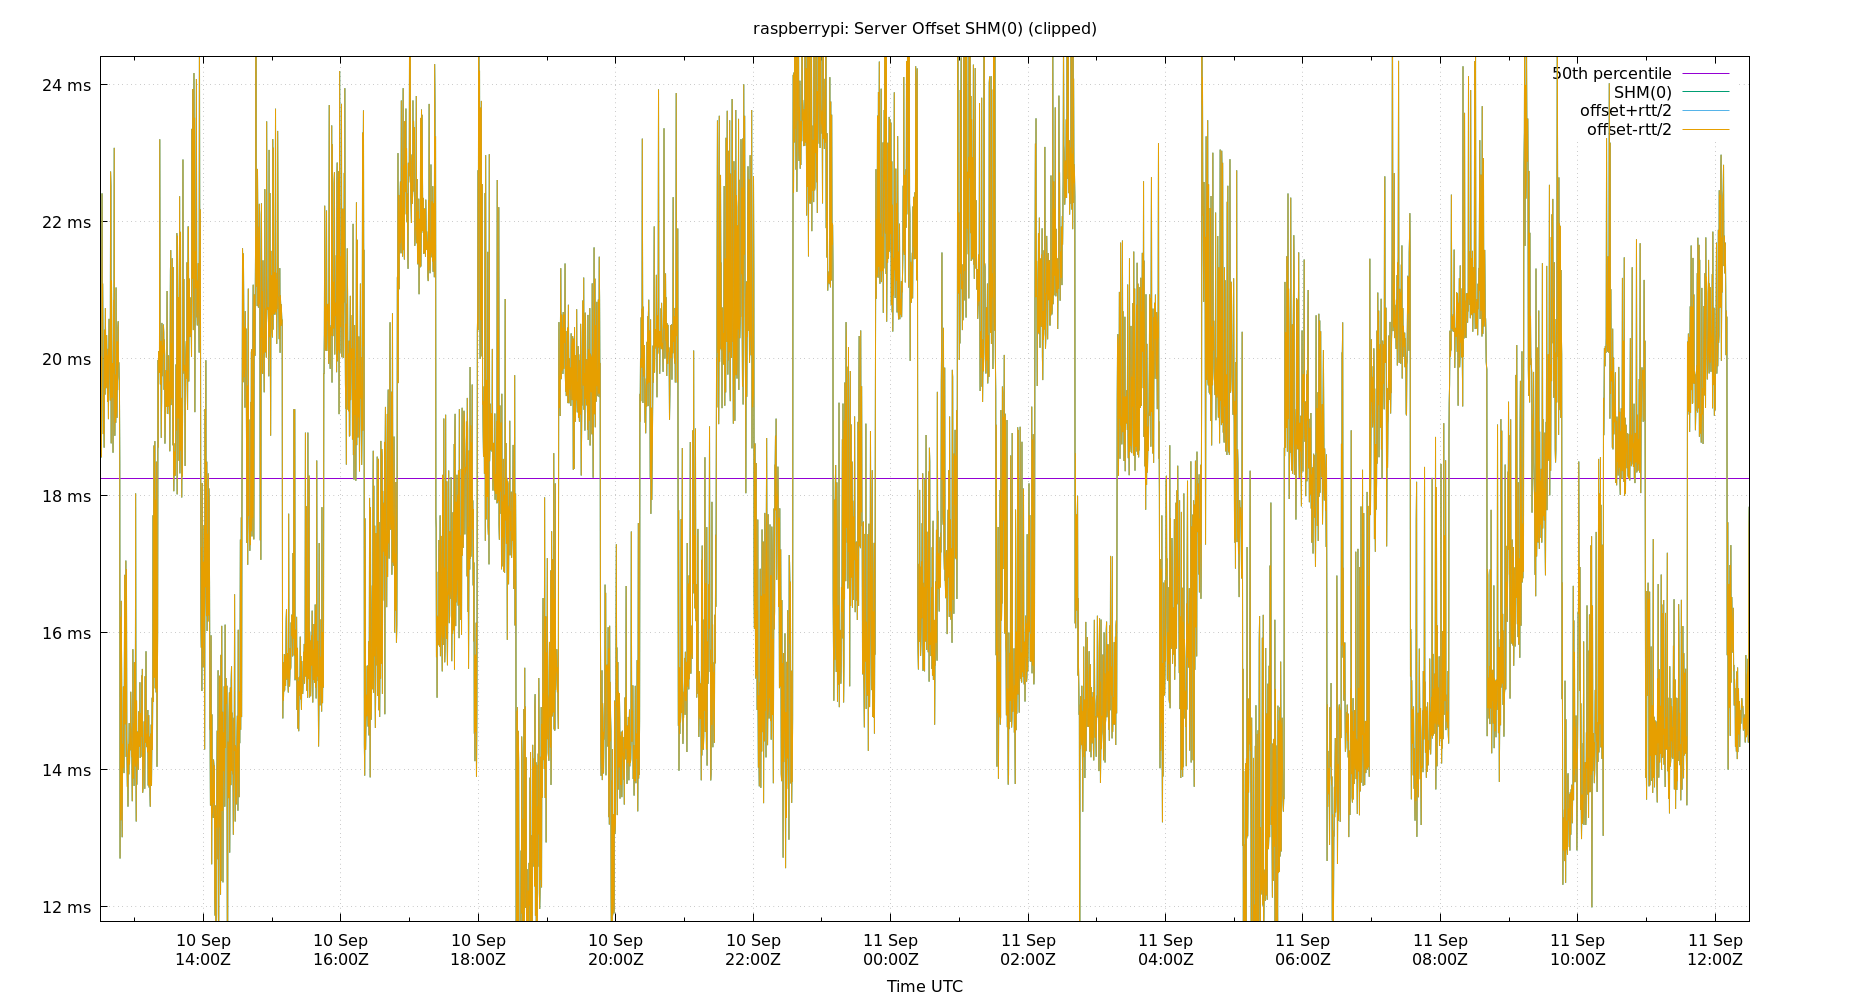 raspberrypi: Server Offset SHM(0) (clipped)
50th percentile
SHM(0)
offset+rtt/2
offset-rtt/2
24 ms
22 ms
20 ms
18 ms
16 ms
14 ms
12 ms
10 Sep 10 Sep 10 Sep 10 Sep 10 Sep 11 Sep 11 Sep 11 Sep 11 Sep 11 Sep 11 Sep 11 Sep
14:00Z 16:00Z 18:00Z 20:00Z 22:00Z 00:00Z 02:00Z 04:00Z 06:00Z 08:00Z 10:00Z 12:00Z
Time UTC